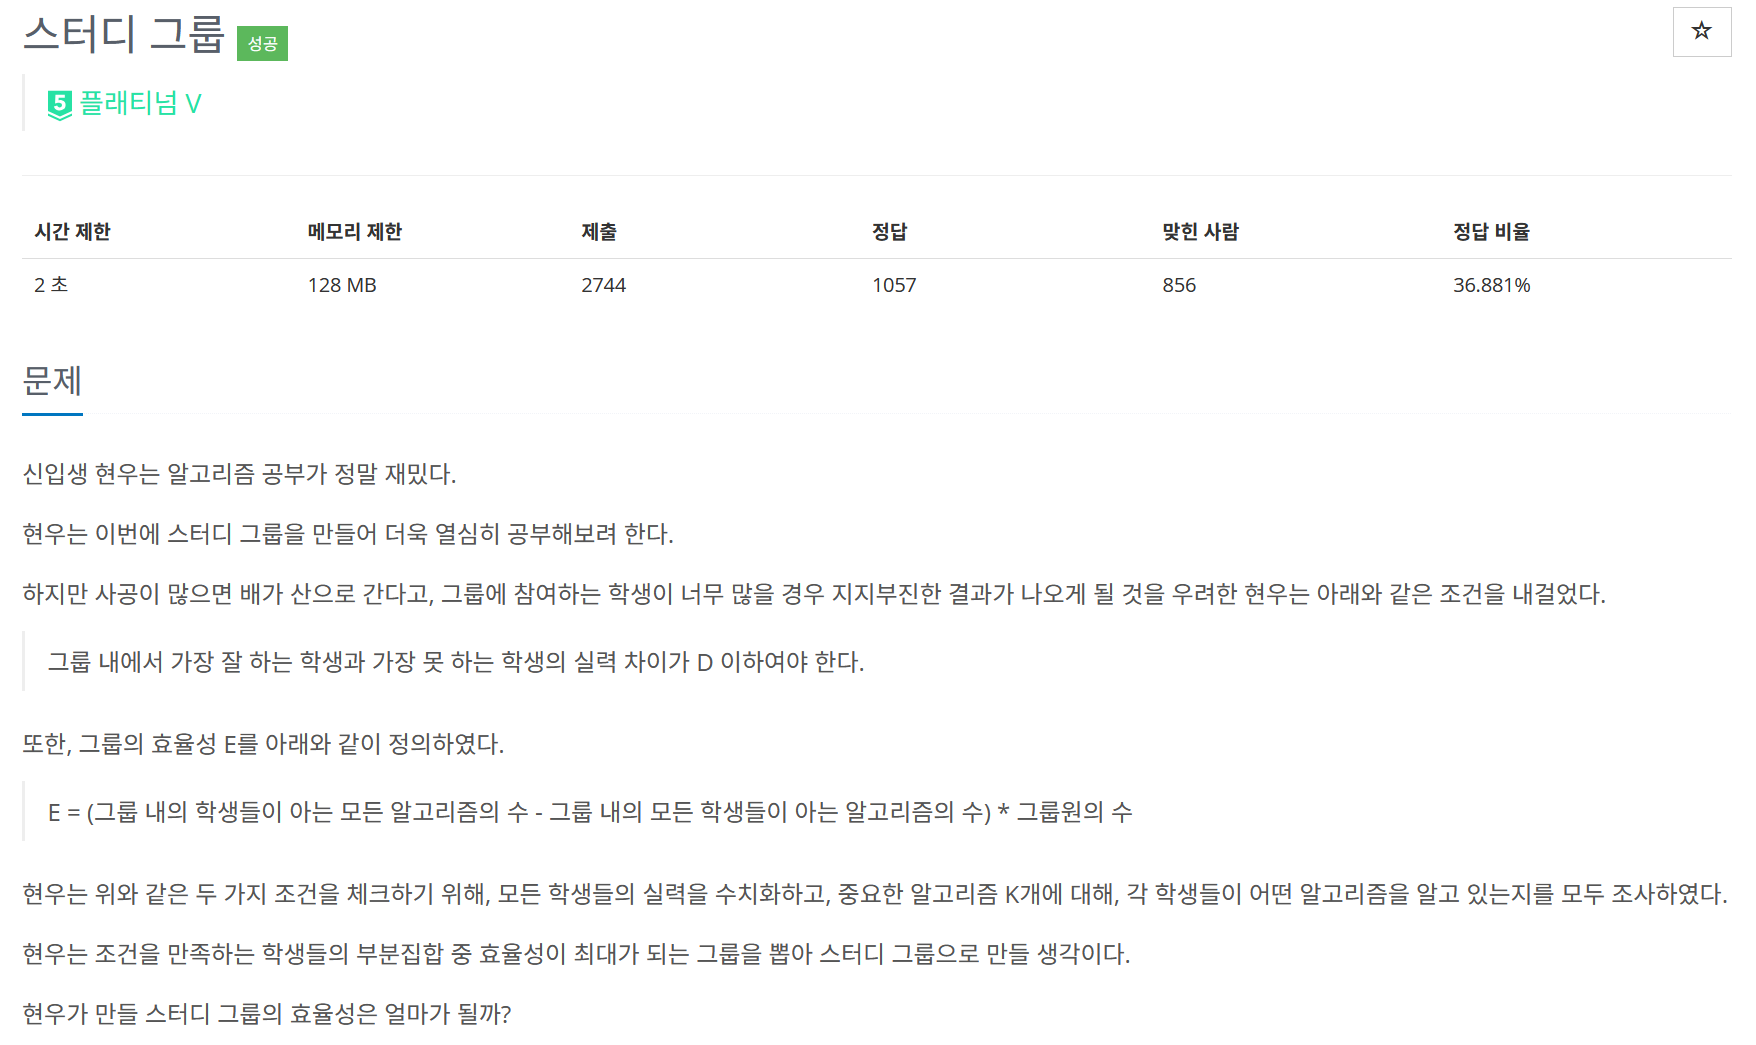 스터디 그룹 성공
☆
5 플래티넘 V
시간 제한 메모리 제한 제출 정답 맞힌 사람 정답 비율
2 초 128 MB 2744 1057 856 36.881%
문제
신입생 현우는 알고리즘 공부가 정말 재밌다.
현우는 이번에 스터디 그룹을 만들어 더욱 열심히 공부해보려 한다.
하지만 사공이 많으면 배가 산으로 간다고, 그룹에 참여하는 학생이 너무 많을 경우 지지부진한 결과가 나오게 될 것을 우려한 현우는 아래와 같은 조건을 내걸었다.
그룹 내에서 가장 잘 하는 학생과 가장 못 하는 학생의 실력 차이가 D 이하여야 한다.
또한, 그룹의 효율성 E를 아래와 같이 정의하였다.
E = (그룹 내의 학생들이 아는 모든 알고리즘의 수 - 그룹 내의 모든 학생들이 아는 알고리즘의 수) * 그룹원의 수
현우는 위와 같은 두 가지 조건을 체크하기 위해, 모든 학생들의 실력을 수치화하고, 중요한 알고리즘 K개에 대해, 각 학생들이 어떤 알고리즘을 알고 있는지를 모두 조사하였다.
현우는 조건을 만족하는 학생들의 부분집합 중 효율성이 최대가 되는 그룹을 뽑아 스터디 그룹으로 만들 생각이다.
현우가 만들 스터디 그룹의 효율성은 얼마가 될까?